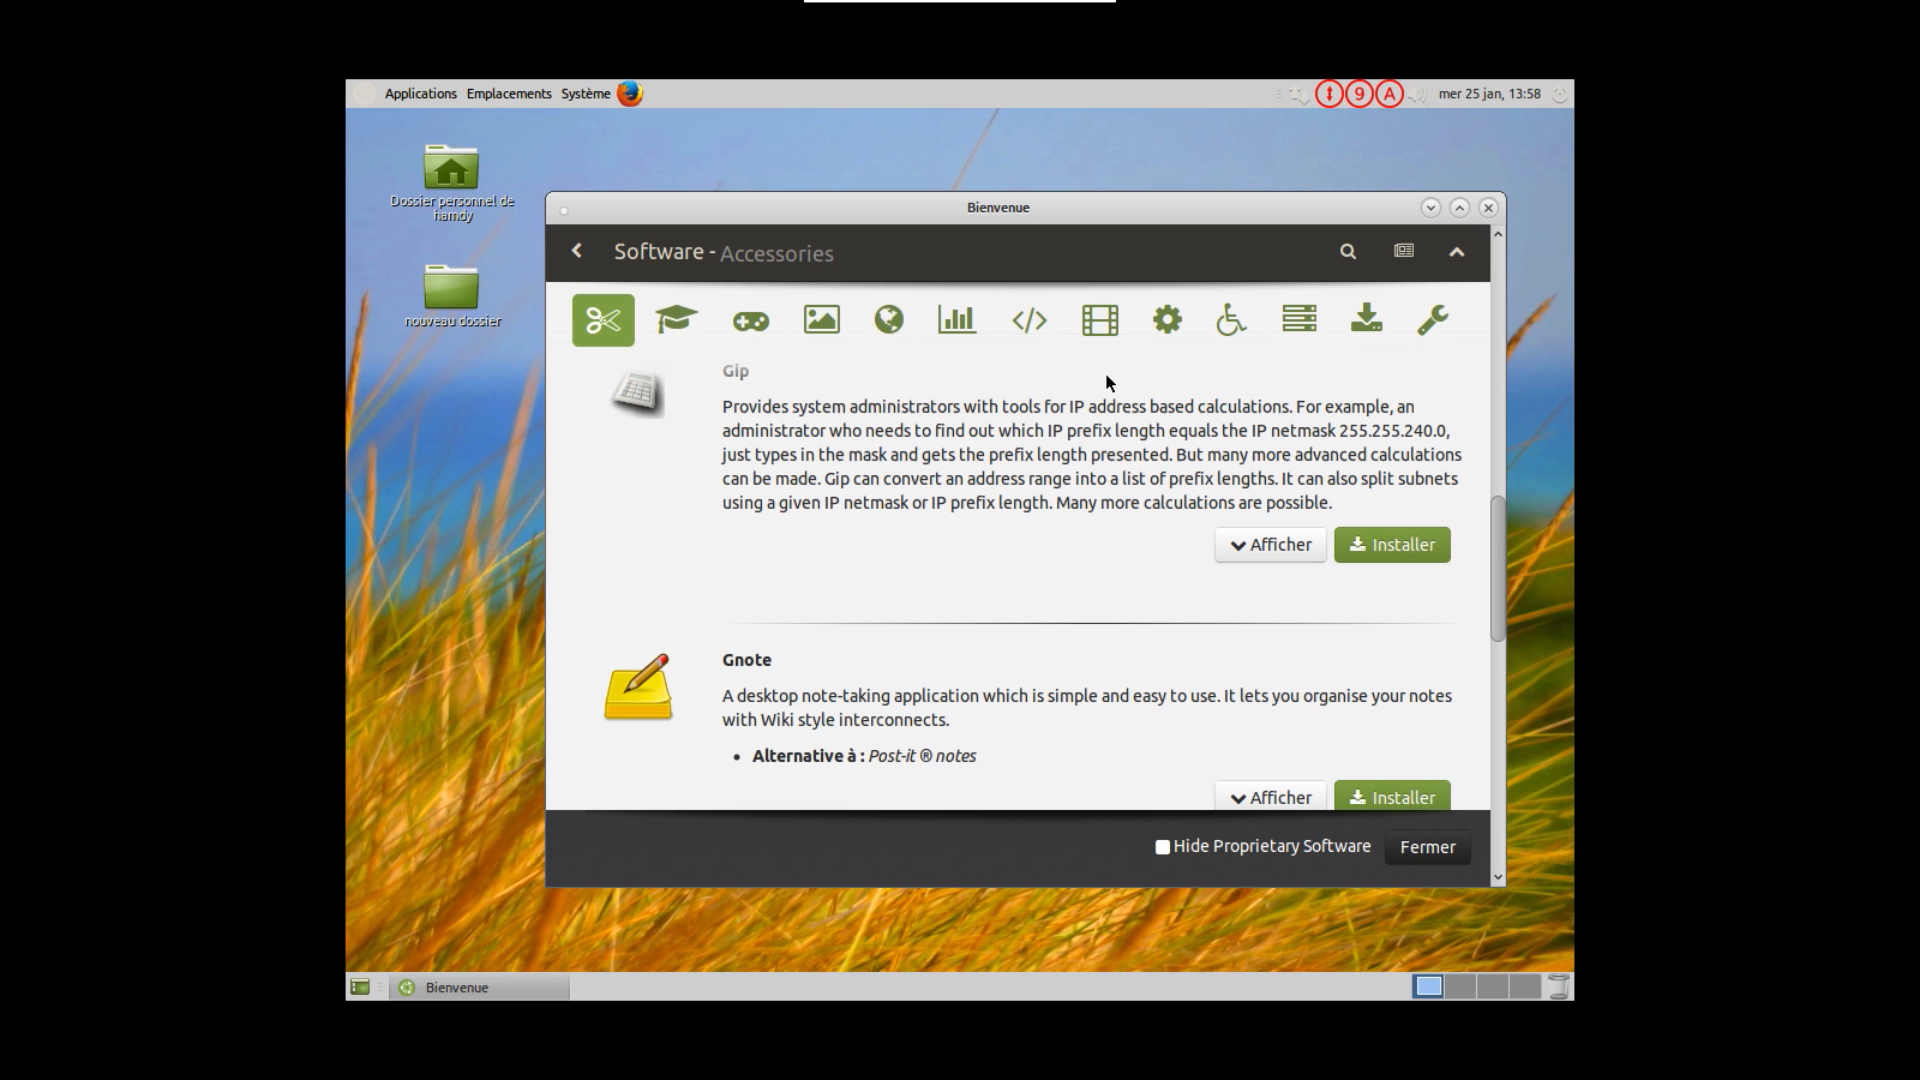 Applications Emplacements Système
9 A mer 25 jan, 13:58
Dossier personnel de
hamdy
nouveau dossier
Bienvenue
Software - Accessories
Gip
Provides system administrators with tools for IP address based calculations. For example, an
administrator who needs to find out which IP prefix length equals the IP netmask 255.255.240.0,
just types in the mask and gets the prefix length presented. But many more advanced calculations
can be made. Gip can convert an address range into a list of prefix lengths. It can also split subnets
using a given IP netmask or IP prefix length. Many more calculations are possible.
Afficher Installer
Gnote
A desktop note-taking application which is simple and easy to use. It lets you organise your notes
with Wiki style interconnects.
• Alternative à : Post-it ® notes
Afficher Installer
Hide Proprietary Software Fermer
Bienvenue